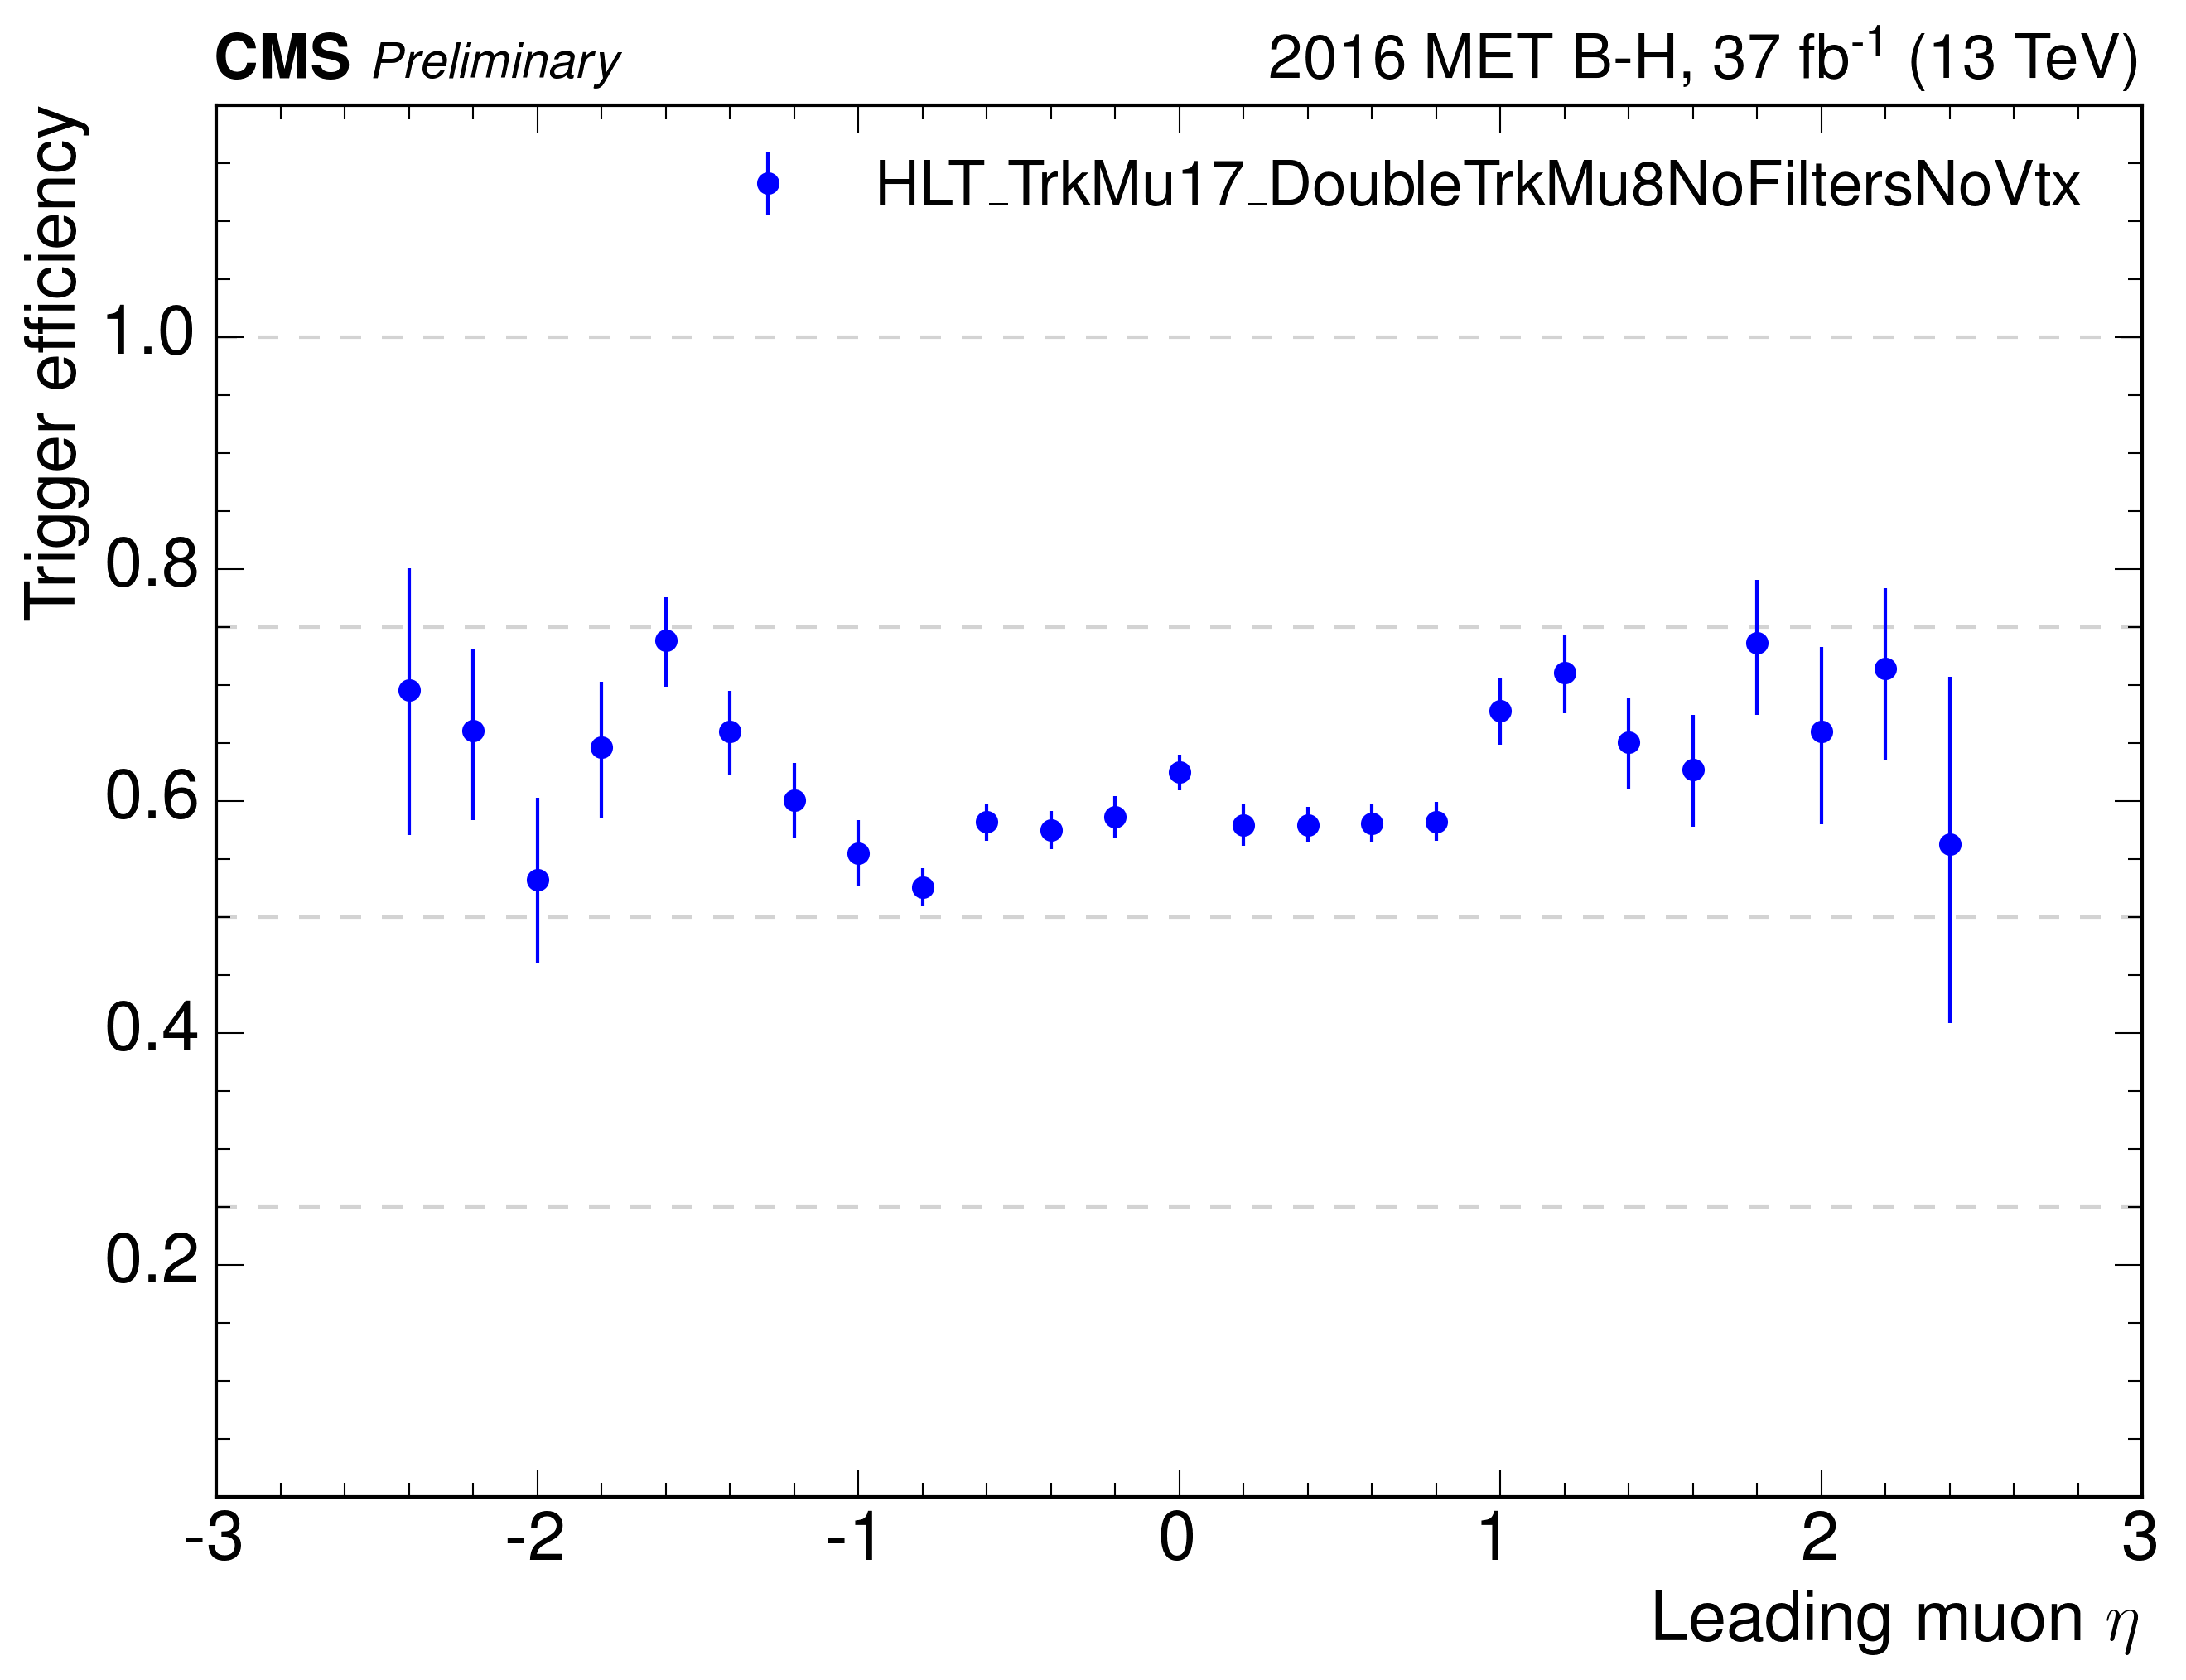 CMS Preliminary 2016 MET B-H, 37 fb⁻¹ (13 TeV)
Trigger efficiency
HLT_TrkMu17_DoubleTrkMu8NoFiltersNoVtx
1.0
0.8
0.6
0.4
0.2
-3 -2 -1 0 1 2 3
Leading muon η